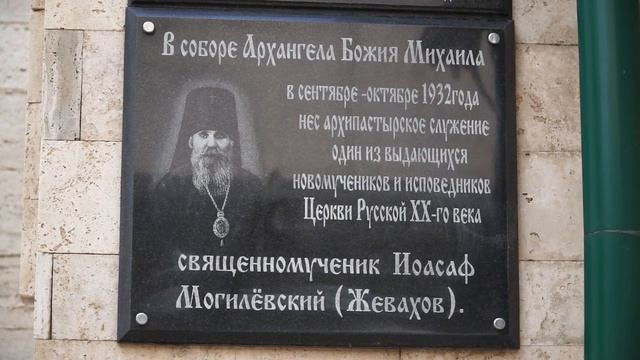 В соборе Архангела Божия Михаила
в сентябре-октябре 1932года
нес архипастырское служение
один из выдающихся
новомучеников и исповедников
Церкви Русской XX-го века
священномученик Иоасаф
Могилёвский (Жевахов).